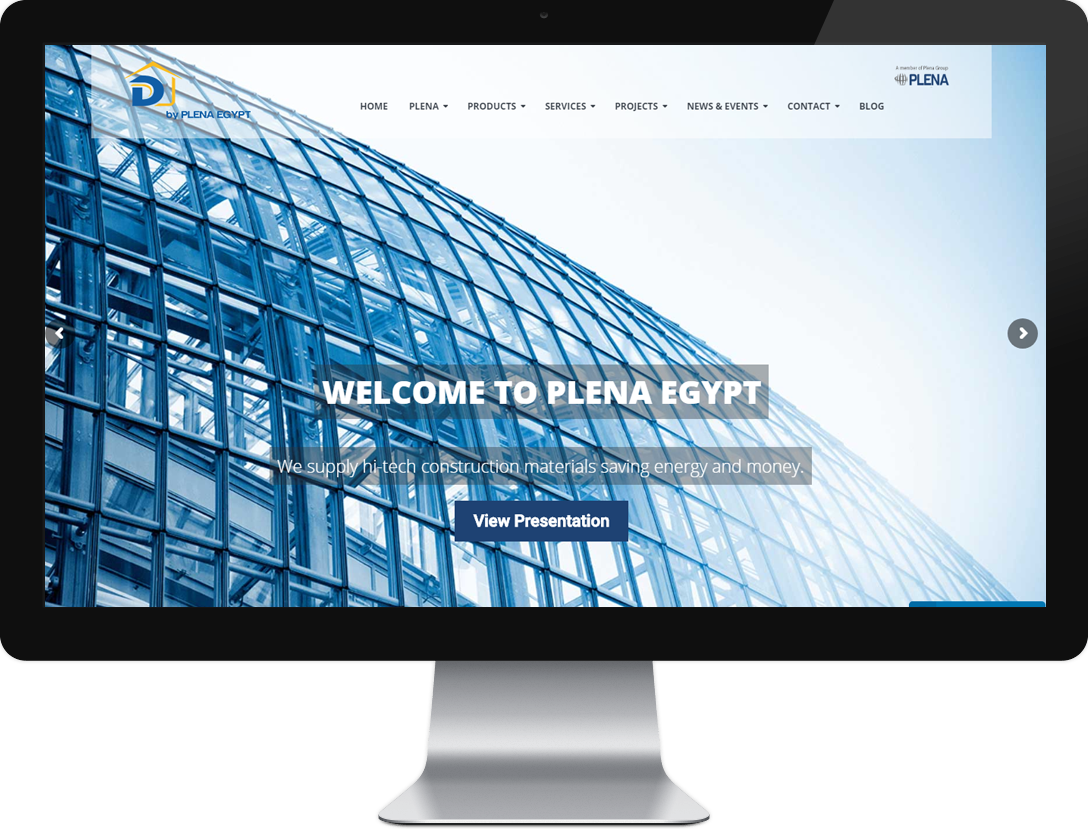 by PLENA EGYPT
HOME PLENA PRODUCTS SERVICES PROJECTS NEWS & EVENTS CONTACT BLOG
A member of Plena Group
PLENA
WELCOME TO PLENA EGYPT
We supply hi-tech construction materials saving energy and money.
View Presentation